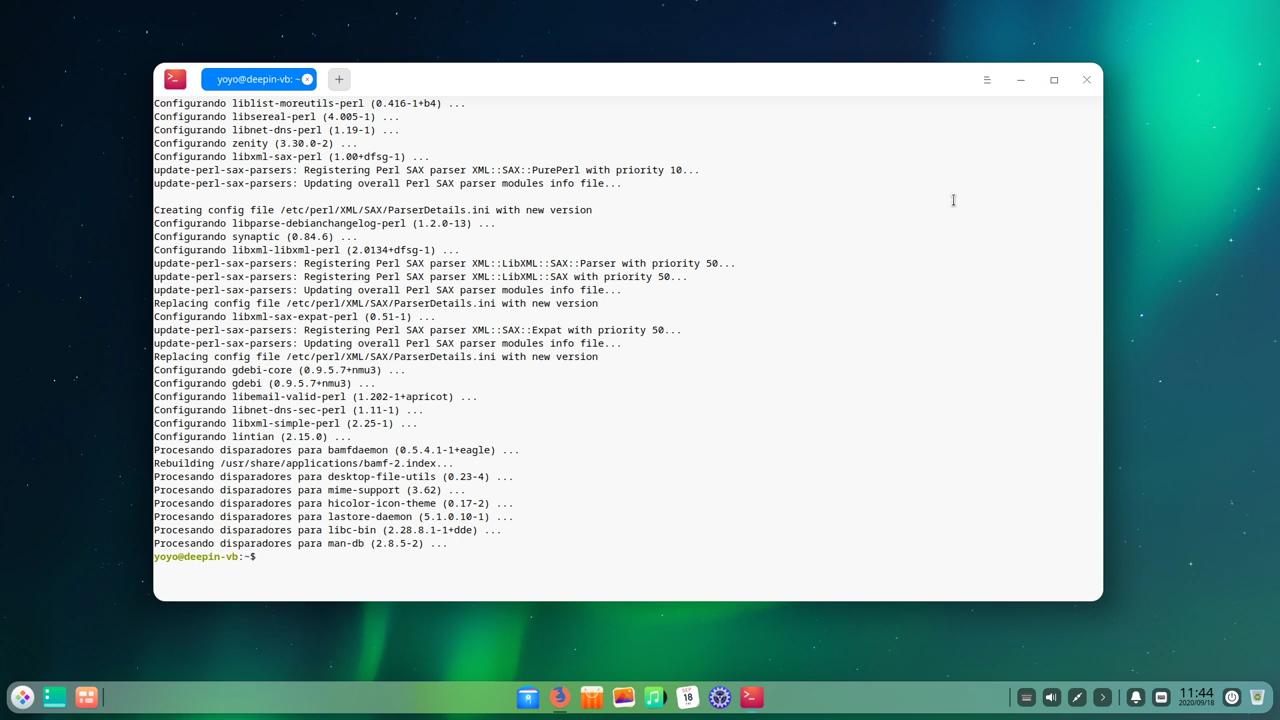 yoyo@deepin-vb: ~
Configurando liblist-moreutils-perl (0.416-1+b4) ...
Configurando libsereal-perl (4.005-1) ...
Configurando libnet-dns-perl (1.19-1) ...
Configurando zenity (3.30.0-2) ...
Configurando libxml-sax-perl (1.00+dfsg-1) ...
update-perl-sax-parsers: Registering Perl SAX parser XML::SAX::PurePerl with priority 10...
update-perl-sax-parsers: Updating overall Perl SAX parser modules info file...
Creating config file /etc/perl/XML/SAX/ParserDetails.ini with new version
Configurando libparse-debianchangelog-perl (1.2.0-13) ...
Configurando synaptic (0.84.6) ...
Configurando libxml-libxml-perl (2.0134+dfsg-1) ...
update-perl-sax-parsers: Registering Perl SAX parser XML::LibXML::SAX::Parser with priority 50...
update-perl-sax-parsers: Registering Perl SAX parser XML::LibXML::SAX with priority 50...
update-perl-sax-parsers: Updating overall Perl SAX parser modules info file...
Replacing config file /etc/perl/XML/SAX/ParserDetails.ini with new version
Configurando libxml-sax-expat-perl (0.51-1) ...
update-perl-sax-parsers: Registering Perl SAX parser XML::SAX::Expat with priority 50...
update-perl-sax-parsers: Updating overall Perl SAX parser modules info file...
Replacing config file /etc/perl/XML/SAX/ParserDetails.ini with new version
Configurando gdebi-core (0.9.5.7+nmu3) ...
Configurando gdebi (0.9.5.7+nmu3) ...
Configurando libemail-valid-perl (1.202-1+apricot) ...
Configurando libnet-dns-sec-perl (1.11-1) ...
Configurando libxml-simple-perl (2.25-1) ...
Configurando lintian (2.15.0) ...
Procesando disparadores para bamfdaemon (0.5.4.1-1+eagle) ...
Rebuilding /usr/share/applications/bamf-2.index...
Procesando disparadores para desktop-file-utils (0.23-4) ...
Procesando disparadores para mime-support (3.62) ...
Procesando disparadores para hicolor-icon-theme (0.17-2) ...
Procesando disparadores para lastore-daemon (5.1.0.10-1) ...
Procesando disparadores para libc-bin (2.28.8.1-1+dde) ...
Procesando disparadores para man-db (2.8.5-2) ...
yoyo@deepin-vb:~$
SEP
18
11:44
2020/09/18